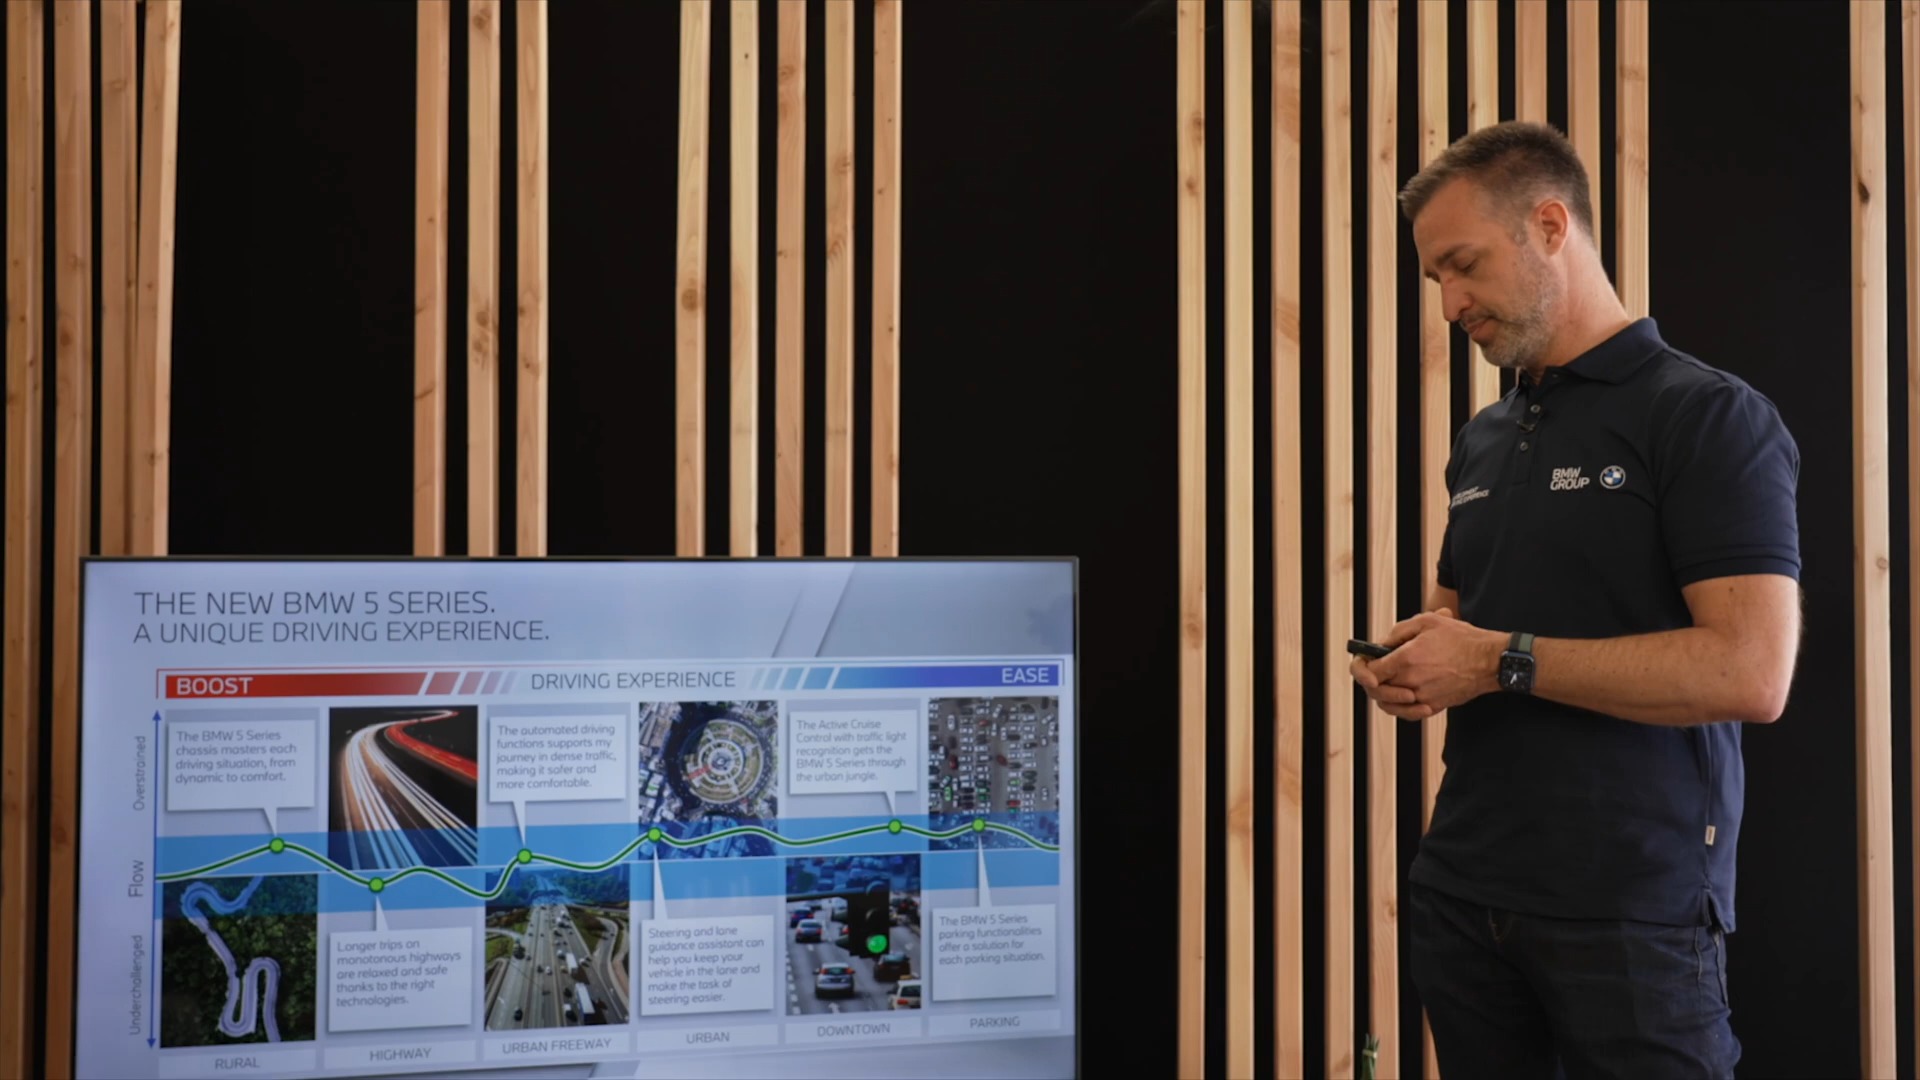 THE NEW BMW 5 SERIES.
A UNIQUE DRIVING EXPERIENCE.
BOOST
DRIVING EXPERIENCE
EASE
Overstrained
Flow
Underchallenged
The BMW 5 Series
chassis masters each
driving situation, from
dynamic to comfort.
The automated driving
functions supports my
journey in dense traffic,
making it safer and
more comfortable.
The Active Cruise
Control with traffic light
recognition gets the
BMW 5 Series through
the urban jungle.
Longer trips on
monotonous highways
are relaxed and safe
thanks to the right
technologies.
Steering and lane
guidance assistant can
help you keep your
vehicle in the lane and
make the task of
steering easier.
The BMW 5 Series
parking functionalities
offer a solution for
each parking situation.
RURAL
HIGHWAY
URBAN FREEWAY
URBAN
DOWNTOWN
PARKING
BMW
GROUP